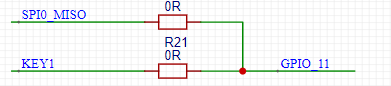 0R
SPI0_MISO
R21
0R
KEY1
GPIO_11